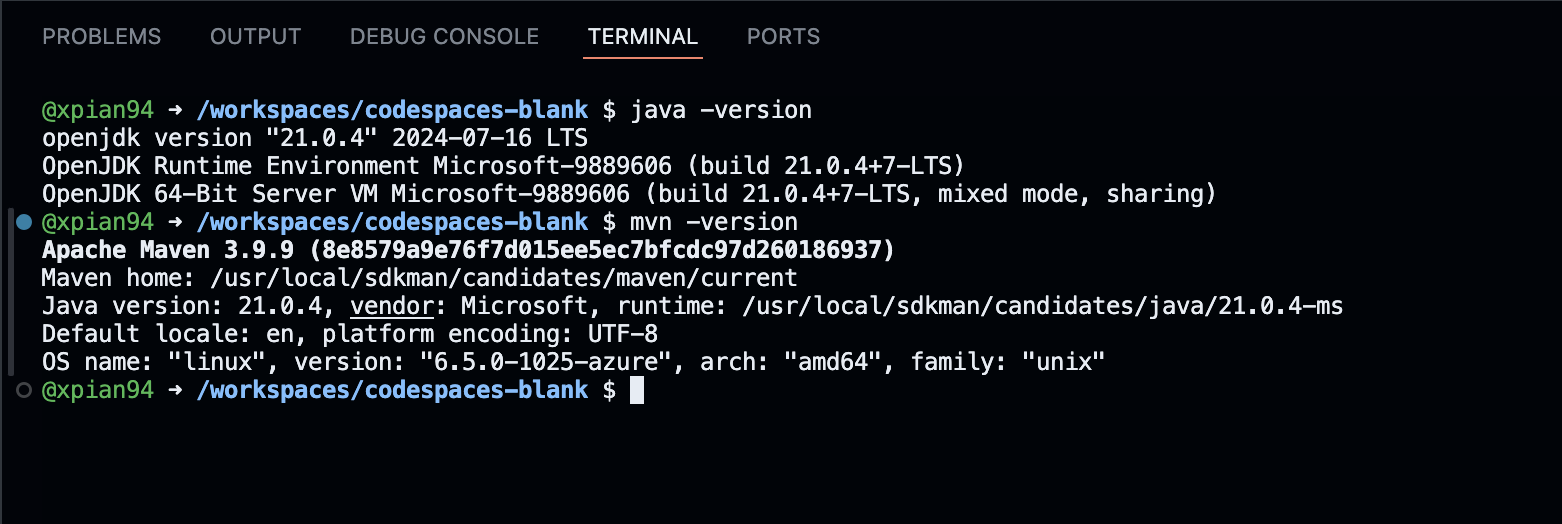 PROBLEMS OUTPUT DEBUG CONSOLE TERMINAL PORTS
@xpian94 ➜ /workspaces/codespaces-blank $ java -version
openjdk version "21.0.4" 2024-07-16 LTS
OpenJDK Runtime Environment Microsoft-9889606 (build 21.0.4+7-LTS)
OpenJDK 64-Bit Server VM Microsoft-9889606 (build 21.0.4+7-LTS, mixed mode, sharing)
@xpian94 ➜ /workspaces/codespaces-blank $ mvn -version
Apache Maven 3.9.9 (8e8579a9e76f7d015ee5ec7bfcdc97d260186937)
Maven home: /usr/local/sdkman/candidates/maven/current
Java version: 21.0.4, vendor: Microsoft, runtime: /usr/local/sdkman/candidates/java/21.0.4-ms
Default locale: en, platform encoding: UTF-8
OS name: "linux", version: "6.5.0-1025-azure", arch: "amd64", family: "unix"
@xpian94 ➜ /workspaces/codespaces-blank $